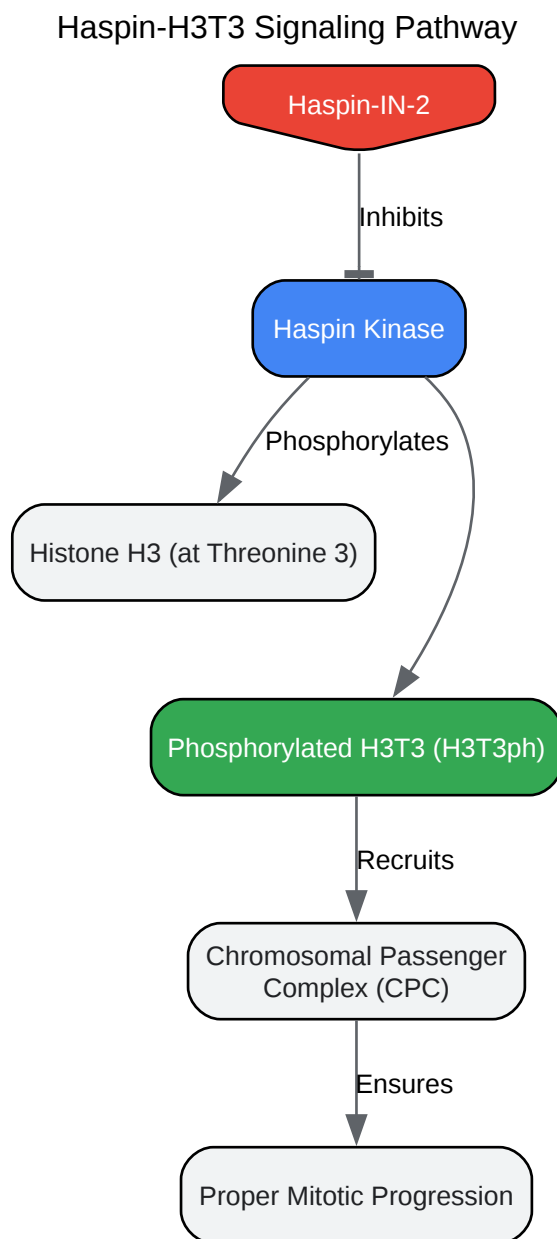 Haspin-H3T3 Signaling Pathway
Haspin-IN-2
Inhibits
Haspin Kinase
Phosphorylates
Histone H3 (at Threonine 3)
Phosphorylated H3T3 (H3T3ph)
Recruits
Chromosomal Passenger
Complex (CPC)
Ensures
Proper Mitotic Progression